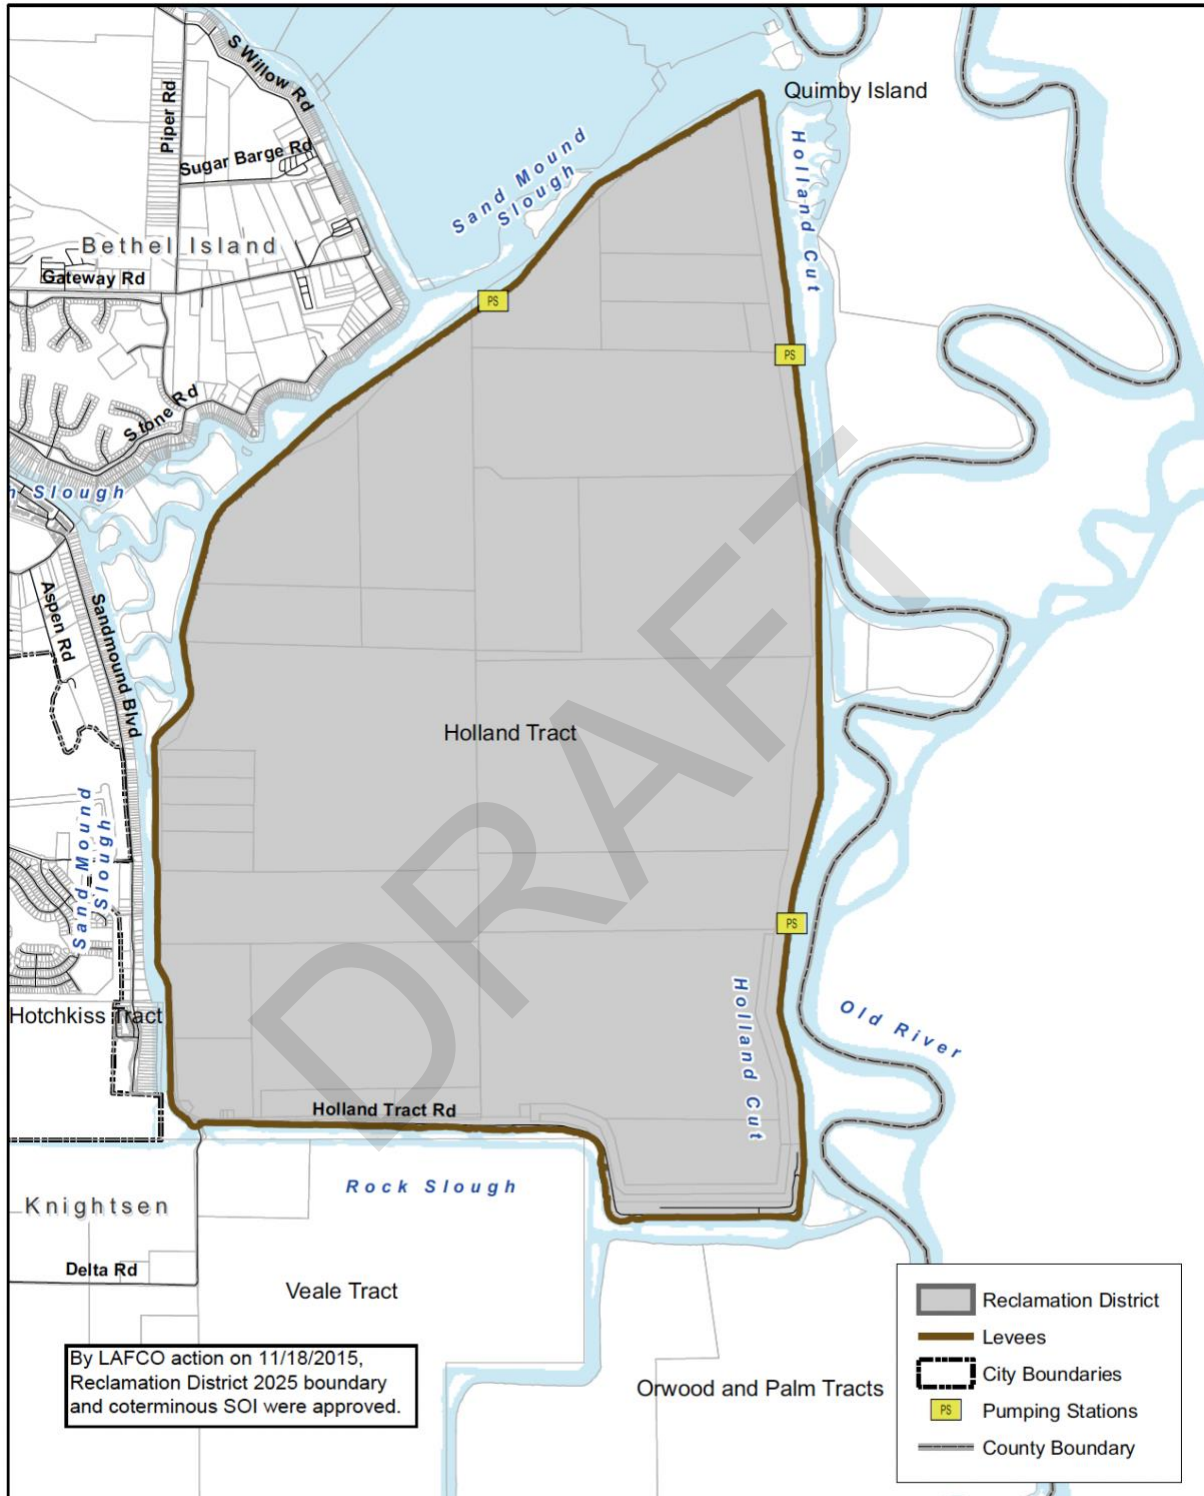 S Willow Rd
Piper Rd
Quimby Island
Sugar Barge Rd
Sand Mound
Slough
Holland Cut
Bethel Island
Gateway Rd
PS
PS
Stone Rd
h Slough
Aspen Rd
Sandmound Blvd
Holland Tract
Sand Mound
Slough
PS
Holland Cut
Old River
Hotchkiss Tract
Holland Tract Rd
Rock Slough
Knightsen
Delta Rd
Veale Tract
By LAFCO action on 11/18/2015,
Reclamation District 2025 boundary
and coterminous SOI were approved.
Orwood and Palm Tracts
Reclamation District
Levees
City Boundaries
PS Pumping Stations
County Boundary
DRAFT